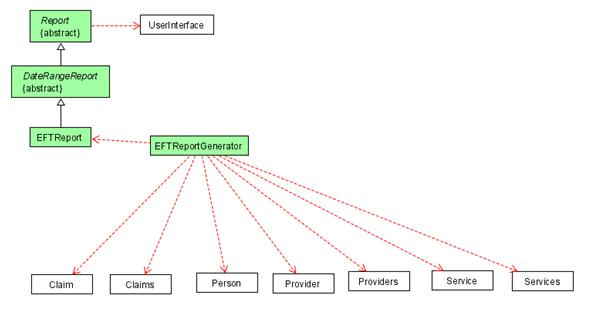 Report
{abstract}
UserInterface
DateRangeReport
{abstract}
EFTReport
EFTReportGenerator
Claim
Claims
Person
Provider
Providers
Service
Services